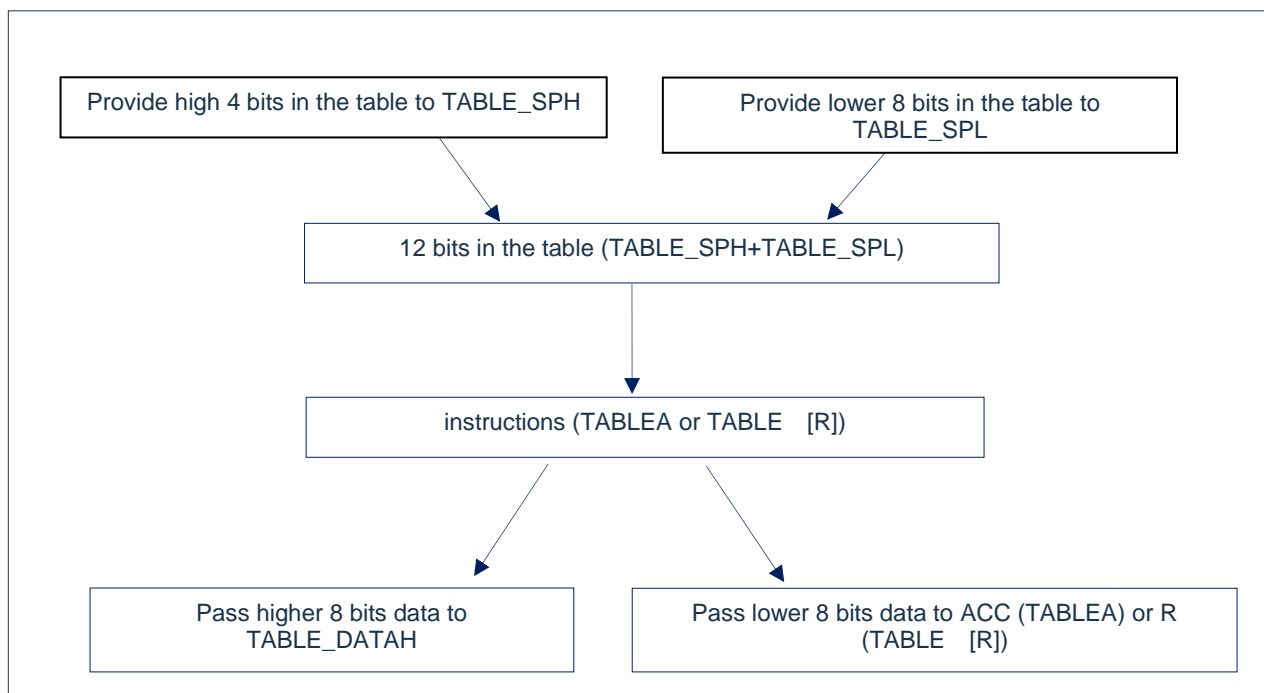 Provide high 4 bits in the table to TABLE_SPH
Provide lower 8 bits in the table to
TABLE_SPL
12 bits in the table (TABLE_SPH+TABLE_SPL)
instructions (TABLEA or TABLE [R])
Pass higher 8 bits data to
TABLE_DATAH
Pass lower 8 bits data to ACC (TABLEA) or R
(TABLE [R])